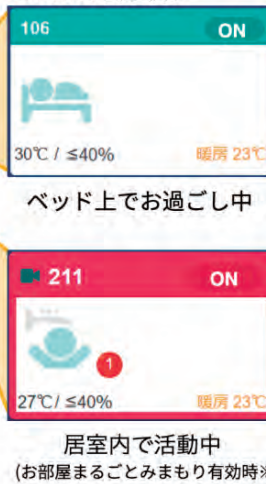 106 ON
30℃ / ≦40% 暖房 23℃
ベッド上でお過ごし中
211 ON
1
27℃ / ≦40% 暖房 23℃
居室内で活動中
(お部屋まるごとみまもり有効時※